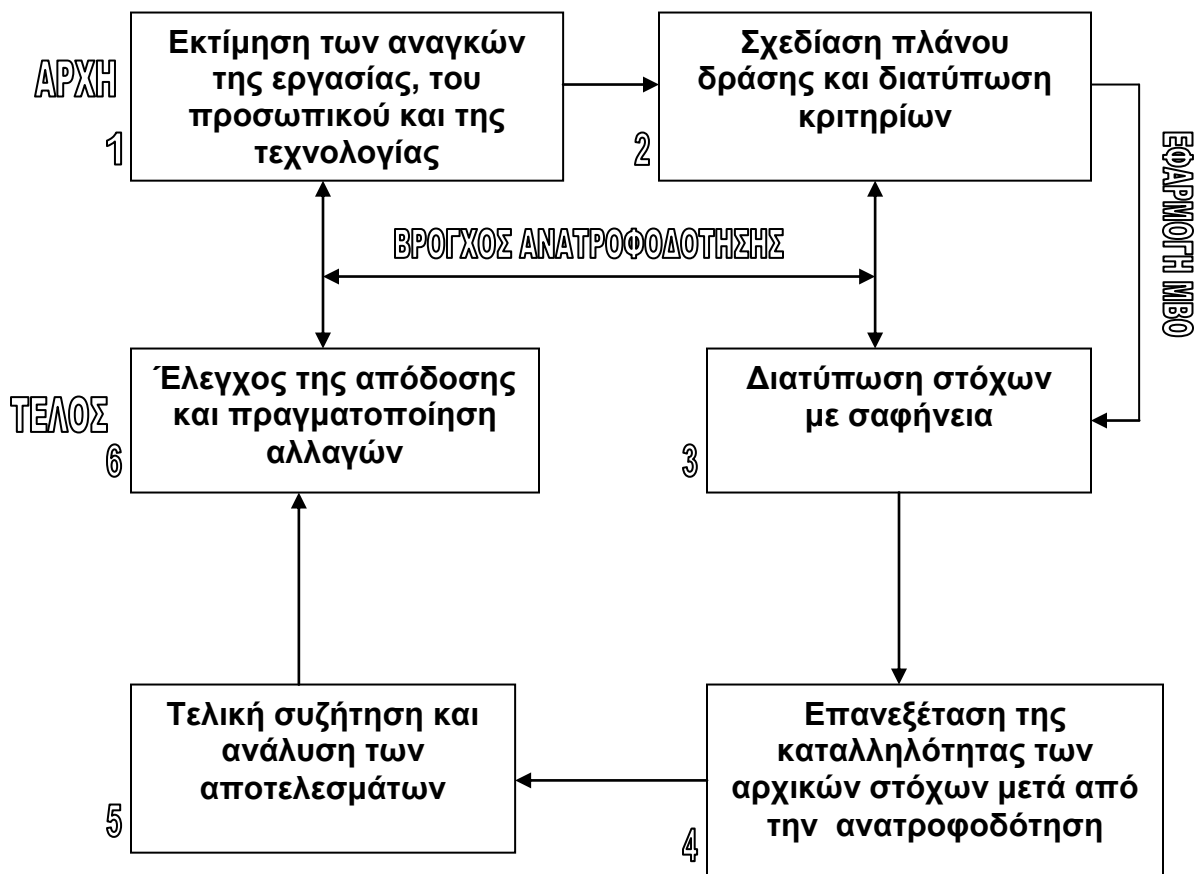 ΑΡΧΗ
1
Εκτίμηση των αναγκών
της εργασίας, του
προσωπικού και της
τεχνολογίας
2
Σχεδίαση πλάνου
δράσης και διατύπωση
κριτηρίων
ΕΦΑΡΜΟΓΗ ΜΒΟ
ΒΡΟΓΧΟΣ ΑΝΑΤΡΟΦΟΔΟΤΗΣΗΣ
ΤΕΛΟΣ
6
Έλεγχος της απόδοσης
και πραγματοποίηση
αλλαγών
3
Διατύπωση στόχων
με σαφήνεια
5
Τελική συζήτηση και
ανάλυση των
αποτελεσμάτων
4
Επανεξέταση της
καταλληλότητας των
αρχικών στόχων μετά από
την ανατροφοδότηση